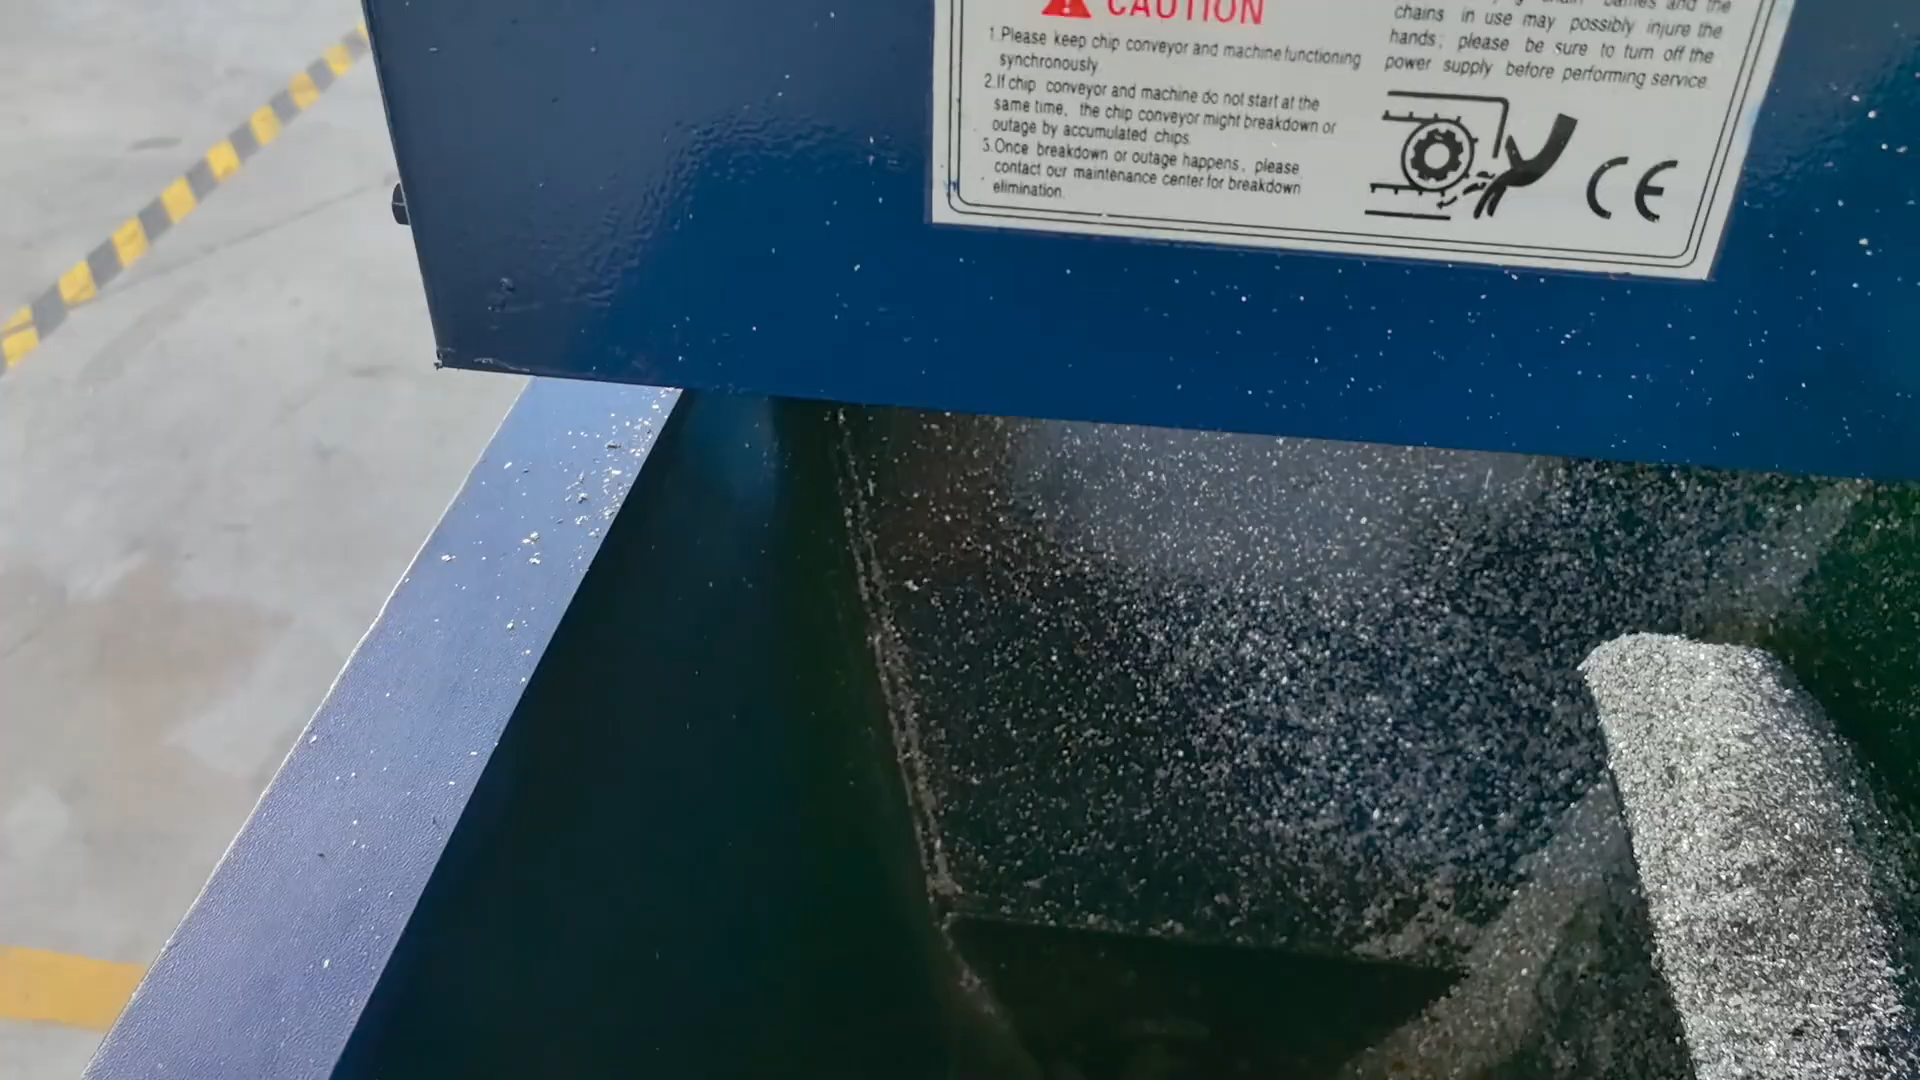 CAUTION
1.Please keep chip conveyor and machine functioning
synchronously
2.If chip conveyor and machine do not start at the
same time, the chip conveyor might breakdown or
outage by accumulated chips.
3.Once breakdown or outage happens, please
contact our maintenance center for breakdown
elimination.
and the
chains in use may possibly injure the
hands; please be sure to turn off the
power supply before performing service
CE